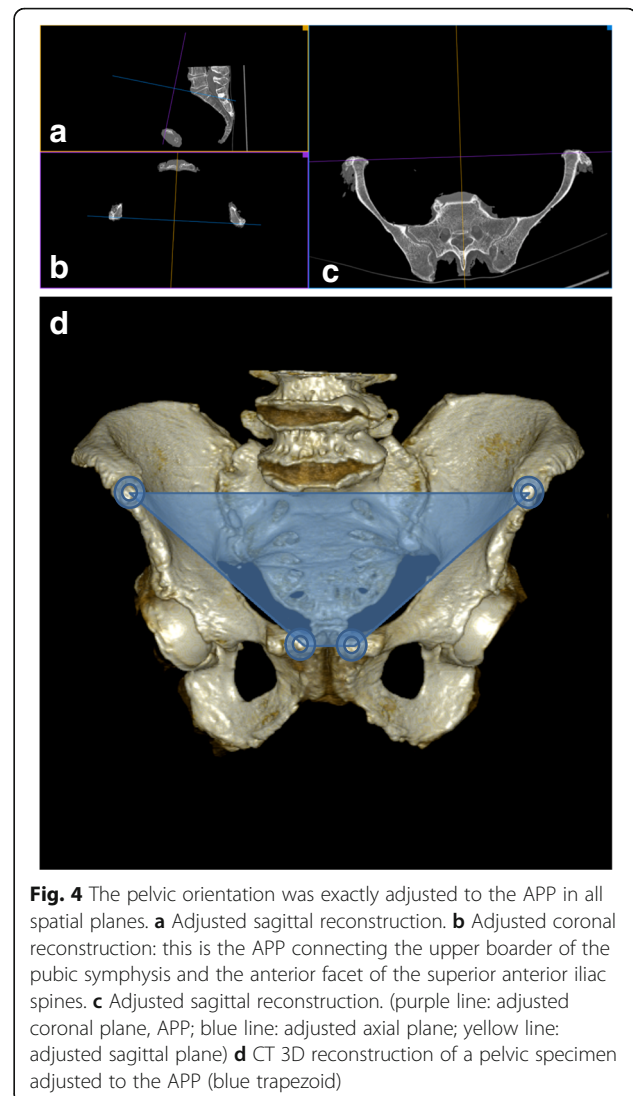 a
b
c
d
Fig. 4 The pelvic orientation was exactly adjusted to the APP in all
spatial planes. a Adjusted sagittal reconstruction. b Adjusted coronal
reconstruction: this is the APP connecting the upper boarder of the
pubic symphysis and the anterior facet of the superior anterior iliac
spines. c Adjusted sagittal reconstruction. (purple line: adjusted
coronal plane, APP; blue line: adjusted axial plane; yellow line:
adjusted sagittal plane) d CT 3D reconstruction of a pelvic specimen
adjusted to the APP (blue trapezoid)